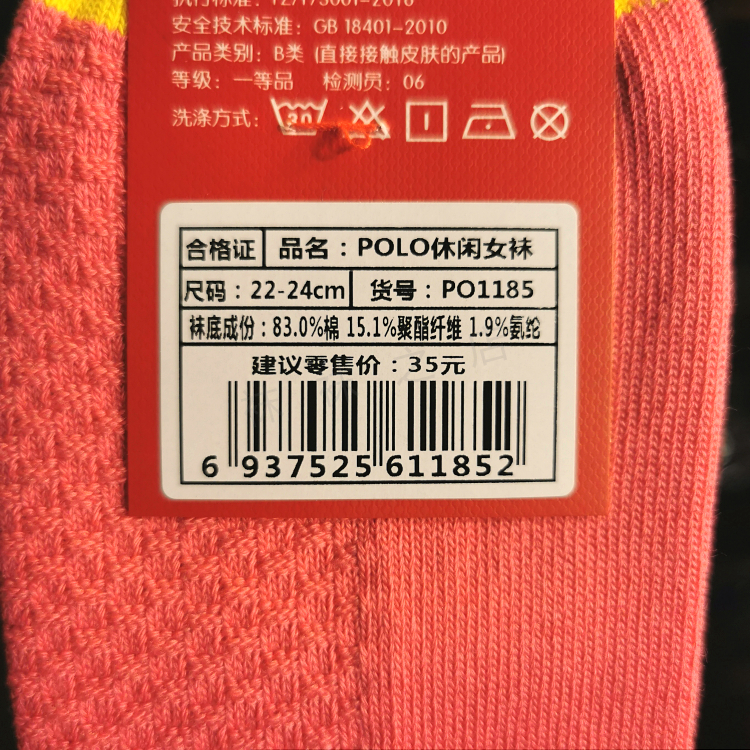 安全技术标准：GB 18401-2010
产品类别：B类 (直接接触皮肤的产品)
等级：一等品 检测员：06
洗涤方式：
合格证 品名：POLO休闲女袜
尺码：22-24cm 货号：PO1185
袜底成份：83.0%棉 15.1%聚酯纤维 1.9%氨纶
建议零售价：35元
6 937525 611852